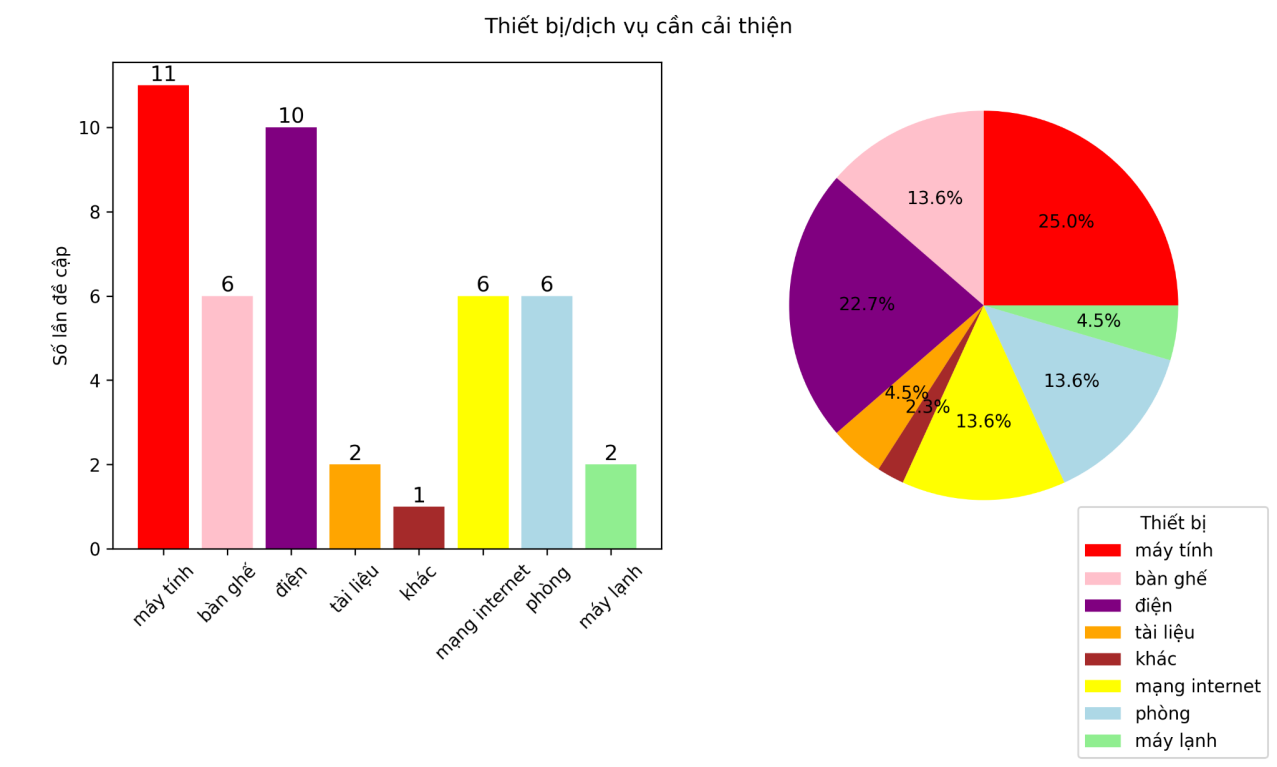 Thiết bị/dịch vụ cần cải thiện
Số lần đề cập
10
8
6
4
2
0
11
6
10
2
1
6
6
2
máy tính
bàn ghế
điện
tài liệu
khác
mạng internet
phòng
máy lạnh
25.0%
13.6%
22.7%
4.5%
2.3%
13.6%
13.6%
4.5%
Thiết bị
máy tính
bàn ghế
điện
tài liệu
khác
mạng internet
phòng
máy lạnh